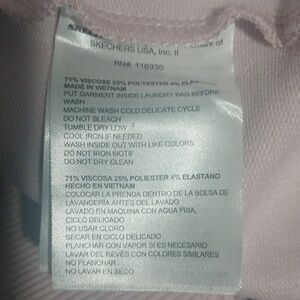 SKECHERS USA, Inc. II
RN# 118930
71% VISCOSE 25% POLYESTER 4% ELASTANE
MADE IN VIETNAM
PUT GARMENT INSIDE LAUNDRY BAG BEFORE
WASH
MACHINE WASH COLD DELICATE CYCLE
DO NOT BLEACH
TUMBLE DRY LOW
COOL IRON IF NEEDED
WASH INSIDE OUT WITH LIKE COLORS
DO NOT IRON MOTIF
DO NOT DRY CLEAN
71% VISCOSA 25% POLIESTER 4% ELASTANO
HECHO EN VIETNAM
COLOCAR LA PRENDA DENTRO DE LA BOLSA DE
LAVANDERÍA ANTES DEL LAVADO
LAVADO EN MAQUINA CON AGUA FRIA,
CICLO DELICADO
NO USAR CLORO
SECAR EN CICLO DELICADO
PLANCHAR CON VAPOR SI ES NECESARIO
LAVAR DEL REVÉS CON COLORES SIMILARES
NO PLANCHAR
NO LAVAR EN SECO